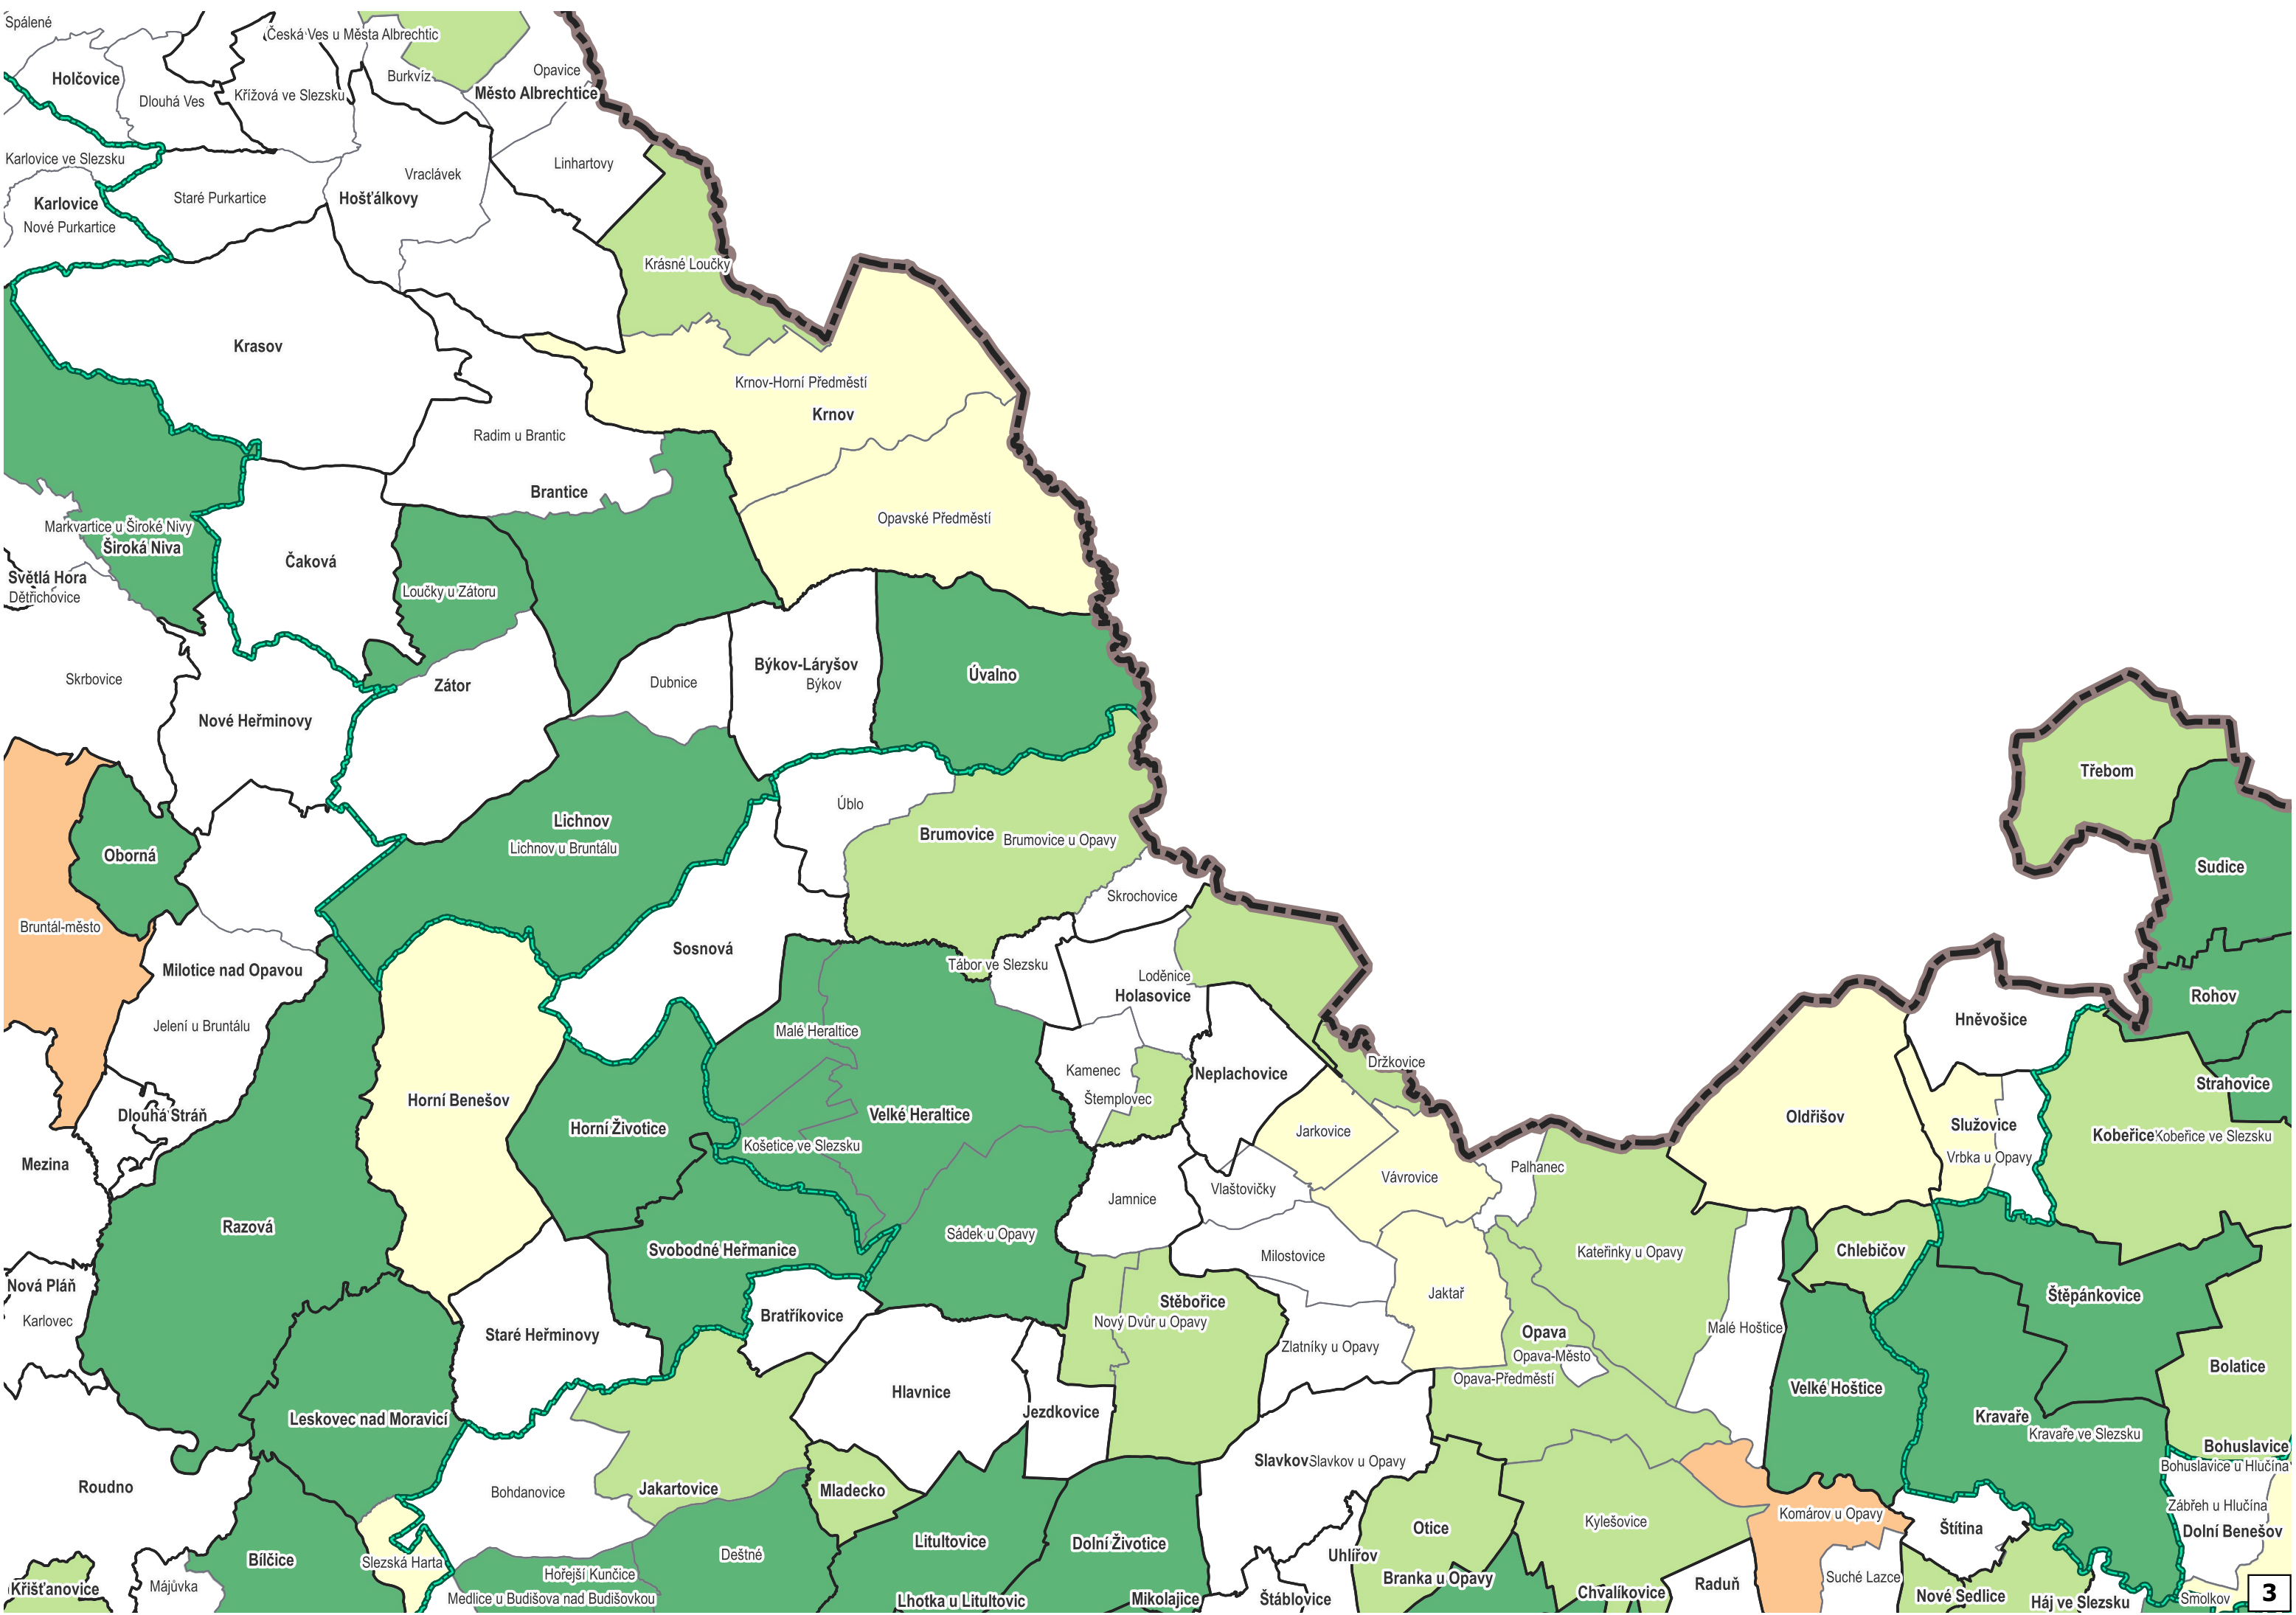 Spálené
Česká Ves u Města Albrechtic
Holčovice
Burkvíz
Opavice
Dlouhá Ves
Křížová ve Slezsku
Město Albrechtice
Karlovice ve Slezsku
Linhartovy
Vraclávek
Karlovice
Staré Purkartice
Hošťálkovy
Nové Purkartice
Krásné Loučky
Krasov
Krnov-Horní Předměstí
Krnov
Radim u Brantic
Brantice
Opavské Předměstí
Markvartice u Široké Nivy
Široká Niva
Čaková
Světlá Hora
Dětřichovice
Loučky u Zátoru
Skrbovice
Zátor
Dubnice
Býkov-Láryšov
Býkov
Úvalno
Nové Heřminovy
Třebom
Úblo
Lichnov
Lichnov u Bruntálu
Brumovice
Brumovice u Opavy
Oborná
Sudice
Skrochovice
Bruntál-město
Sosnová
Tábor ve Slezsku
Milotice nad Opavou
Loděnice
Holasovice
Rohov
Jelení u Bruntálu
Malé Heraltice
Hněvošice
Držkovice
Kamenec
Neplachovice
Strahovice
Horní Benešov
Štemplovec
Dlouhá Stráň
Horní Životice
Velké Heraltice
Oldřišov
Jarkovice
Služovice
Kobeřice
Kobeřice ve Slezsku
Košetice ve Slezsku
Vrbka u Opavy
Mezina
Palhanec
Vávrovice
Vlaštovičky
Jamnice
Razová
Sádek u Opavy
Svobodné Heřmanice
Milostovice
Kateřinky u Opavy
Chlebičov
Nová Pláň
Jaktař
Štěpánkovice
Stěbořice
Bratříkovice
Karlovec
Nový Dvůr u Opavy
Malé Hoštice
Staré Heřminovy
Opava
Zlatníky u Opavy
Opava-Město
Bolatice
Opava-Předměstí
Velké Hoštice
Hlavnice
Jezdkovice
Leskovec nad Moravicí
Kravaře
Kravaře ve Slezsku
Bohuslavice
Slavkov
Slavkov u Opavy
Bohuslavice u Hlučína
Roudno
Bohdanovice
Jakartovice
Mladecko
Zábřeh u Hlučína
Komárov u Opavy
Kylešovice
Otice
Štítina
Dolní Benešov
Litultovice
Dolní Životice
Deštné
Uhlířov
Bílčice
Slezská Harta
Hořejší Kunčice
Branka u Opavy
Suché Lazce
Raduň
Májůvka
Křišťanovice
Chvalíkovice
Nové Sedlice
Medlice u Budišova nad Budišovkou
Lhotka u Litultovic
Mikolajice
Štáblovice
Háj ve Slezsku
Smolkov
3